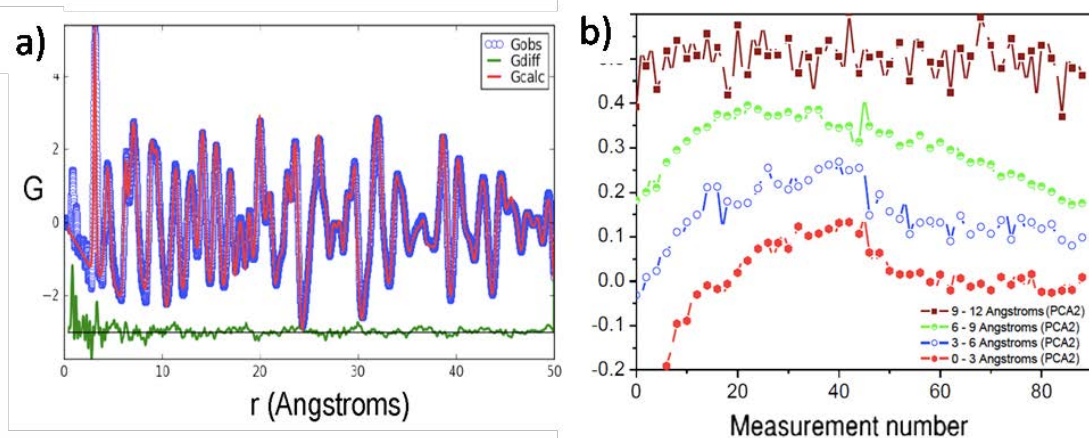 a)
Gobs
Gdiff
Gcalc
4
2
0
−2
G
0 10 20 30 40 50
r (Angstroms)
b)
0.4
0.3
0.2
0.1
0.0
-0.1
-0.2
9 - 12 Angstroms (PCA2)
6 - 9 Angstroms (PCA2)
3 - 6 Angstroms (PCA2)
0 - 3 Angstroms (PCA2)
0 20 40 60 80
Measurement number